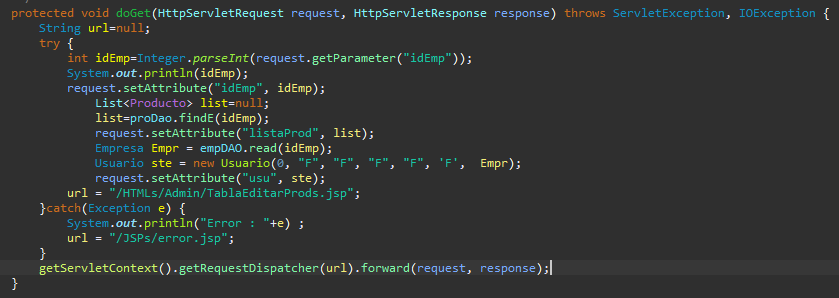 protected void doGet(HttpServletRequest request, HttpServletResponse response) throws ServletException, IOException {
    String url=null;
    try {
        int idEmp=Integer.parseInt(request.getParameter("idEmp"));
        System.out.println(idEmp);
        request.setAttribute("idEmp", idEmp);
            List<Producto> list=null;
            list=proDao.findE(idEmp);
            request.setAttribute("listaProd", list);
            Empresa Empr = empDAO.read(idEmp);
            Usuario ste = new Usuario(0, "F", "F", "F", "F", 'F',  Empr);
            request.setAttribute("usu", ste);
        url = "/HTMLs/Admin/TablaEditarProds.jsp";
    }catch(Exception e) {
        System.out.println("Error : "+e) ;
        url = "/JSPs/error.jsp";
    }
    getServletContext().getRequestDispatcher(url).forward(request, response);
}